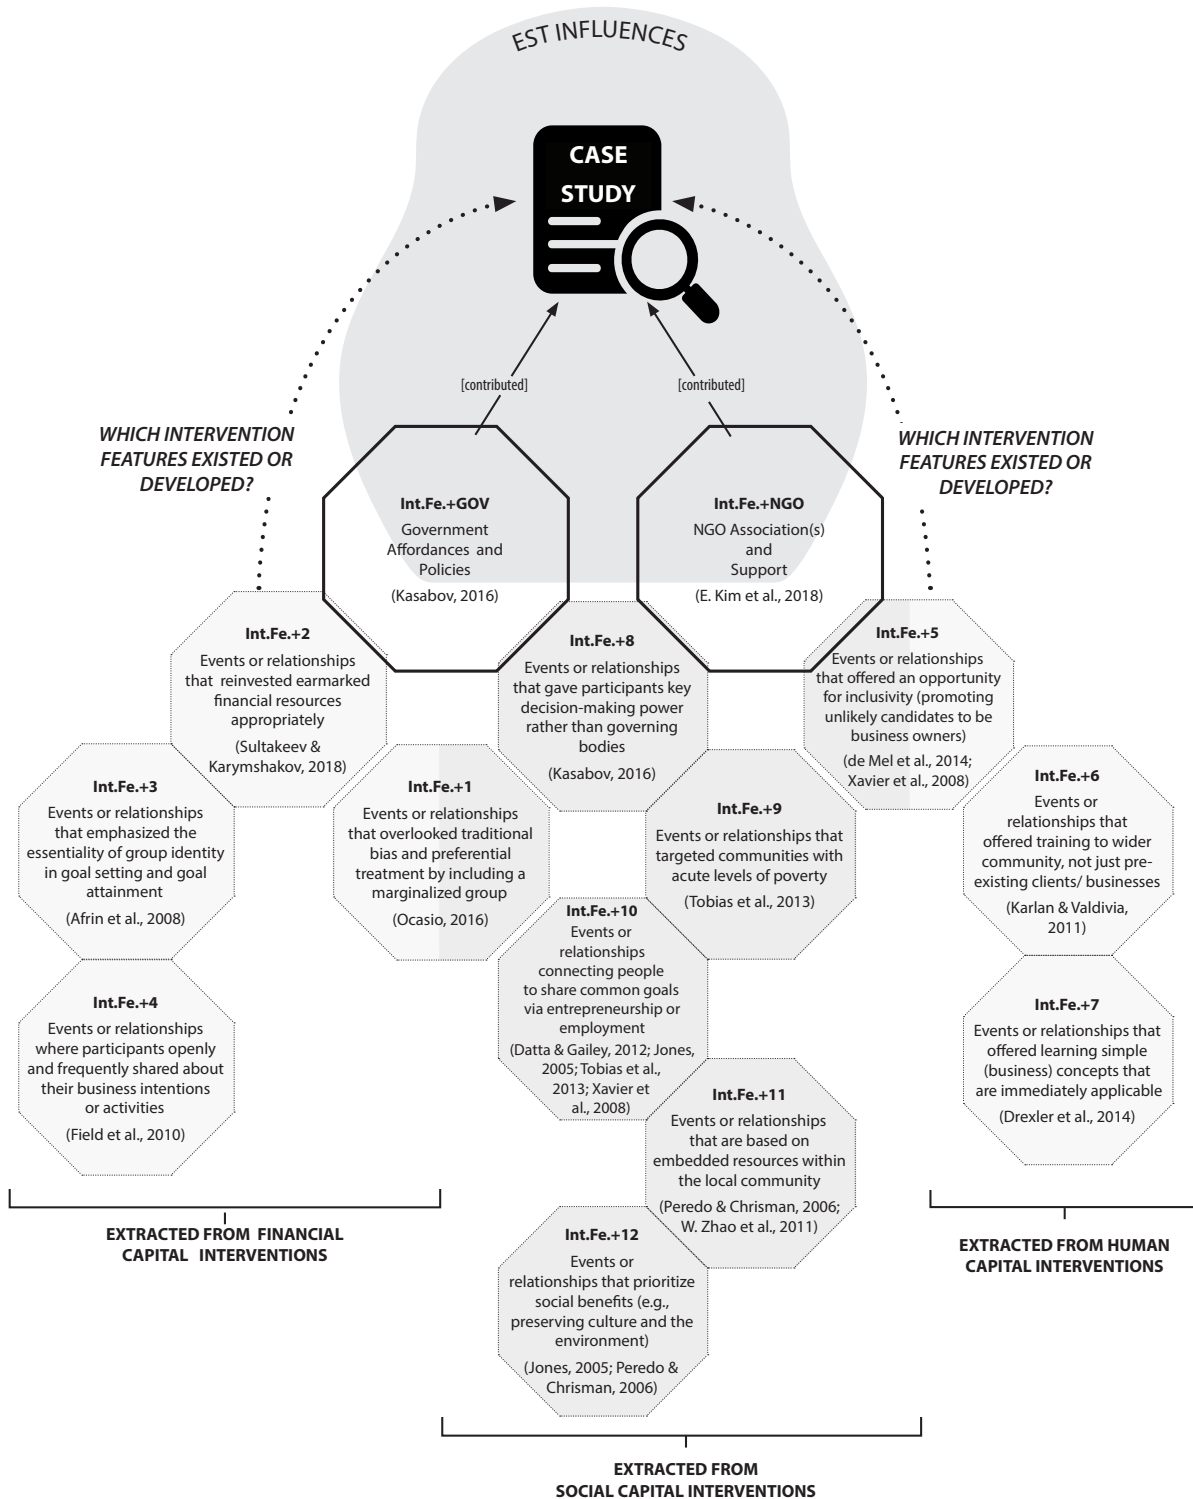 EST INFLUENCES
CASE
STUDY
[contributed]
[contributed]
WHICH INTERVENTION
FEATURES EXISTED OR
DEVELOPED?
WHICH INTERVENTION
FEATURES EXISTED OR
DEVELOPED?
Int.Fe.+GOV
Government
Affordances and
Policies
(Kasabov, 2016)
Int.Fe.+NGO
NGO Association(s)
and
Support
(E. Kim et al., 2018)
Int.Fe.+2
Events or relationships
that reinvested earmarked
financial resources
appropriately
(Sultakeev &
Karymshakov, 2018)
Int.Fe.+8
Events or relationships
that gave participants key
decision-making power
rather than governing
bodies
(Kasabov, 2016)
Int.Fe.+5
Events or relationships
that offered an opportunity
for inclusivity (promoting
unlikely candidates to be
business owners)
(de Mel et al., 2014;
Xavier et al., 2008)
Int.Fe.+3
Events or relationships
that emphasized the
essentiality of group identity
in goal setting and goal
attainment
(Afrin et al., 2008)
Int.Fe.+1
Events or relationships
that overlooked traditional
bias and preferential
treatment by including a
marginalized group
(Ocasio, 2016)
Int.Fe.+9
Events or relationships that
targeted communities with
acute levels of poverty
(Tobias et al., 2013)
Int.Fe.+6
Events or
relationships that
offered training to wider
community, not just pre-
existing clients/ businesses
(Karlan & Valdivia,
2011)
Int.Fe.+10
Events or
relationships
connecting people
to share common goals
via entrepreneurship or
employment
(Datta & Gailey, 2012; Jones,
2005; Tobias et al.,
2013; Xavier et
al., 2008)
Int.Fe.+4
Events or relationships
where participants openly
and frequently shared about
their business intentions
or activities
(Field et al., 2010)
Int.Fe.+7
Events or relationships that
offered learning simple
(business) concepts that
are immediately applicable
(Drexler et al., 2014)
Int.Fe.+11
Events or relationships
that are based on
embedded resources within
the local community
(Peredo & Chrisman, 2006;
W. Zhao et al., 2011)
Int.Fe.+12
Events or
relationships that prioritize
social benefits (e.g.,
preserving culture and the
environment)
(Jones, 2005; Peredo &
Chrisman, 2006)
EXTRACTED FROM FINANCIAL
CAPITAL INTERVENTIONS
EXTRACTED FROM HUMAN
CAPITAL INTERVENTIONS
EXTRACTED FROM
SOCIAL CAPITAL INTERVENTIONS